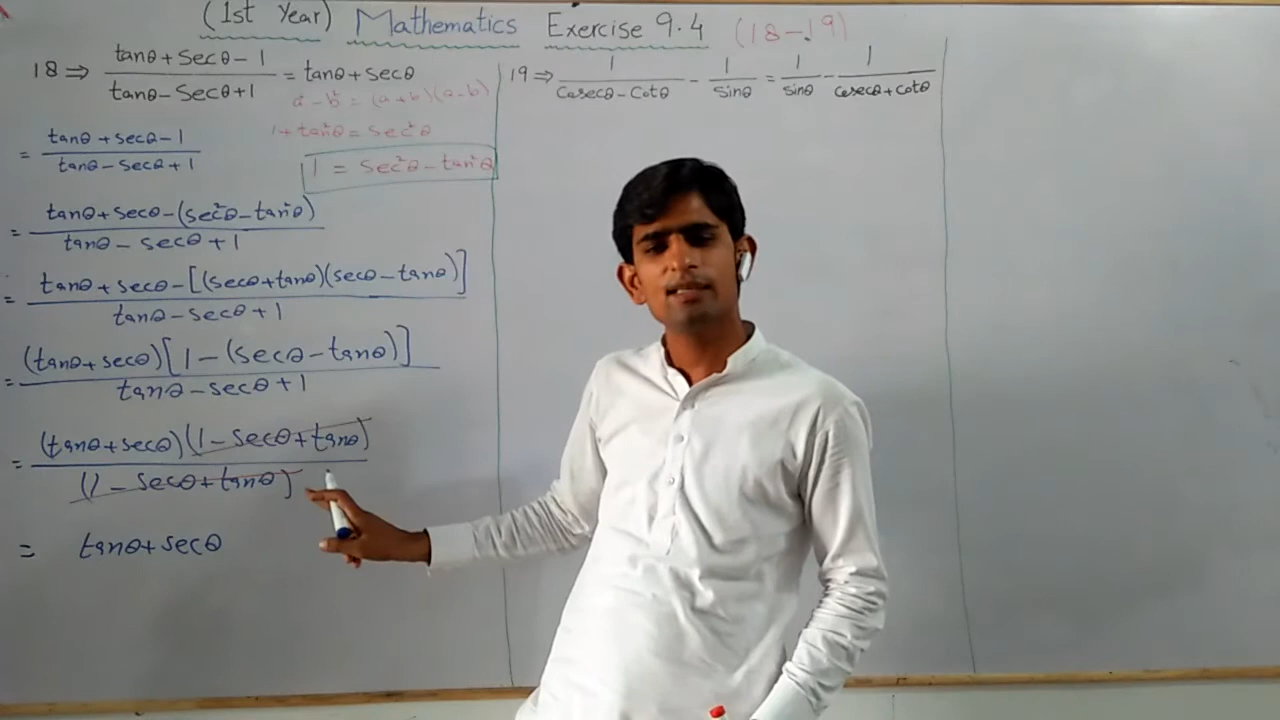 (1st Year) Mathematics Exercise 9.4 (18-19)
18 ⇒ (tanθ + Secθ - 1)/(tanθ - Secθ + 1) = tanθ + secθ
a² - b² = (a+b)(a-b)
1 + tan²θ = sec²θ
1 = Sec²θ - tan²θ
= (tanθ + secθ - 1)/(tanθ - secθ + 1)
= (tanθ + secθ - (sec²θ - tan²θ))/(tanθ - secθ + 1)
= (tanθ + secθ - [(secθ + tanθ)(secθ - tanθ)])/(tanθ - secθ + 1)
= (tanθ + secθ)[1 - (secθ - tanθ)]/(tanθ - secθ + 1)
= (tanθ + secθ)(1 - secθ + tanθ)/(1 - secθ + tanθ)
= tanθ + secθ
19 ⇒ 1/(Cosecθ - Cotθ) - 1/Sinθ = 1/Sinθ - 1/(Cosecθ + Cotθ)